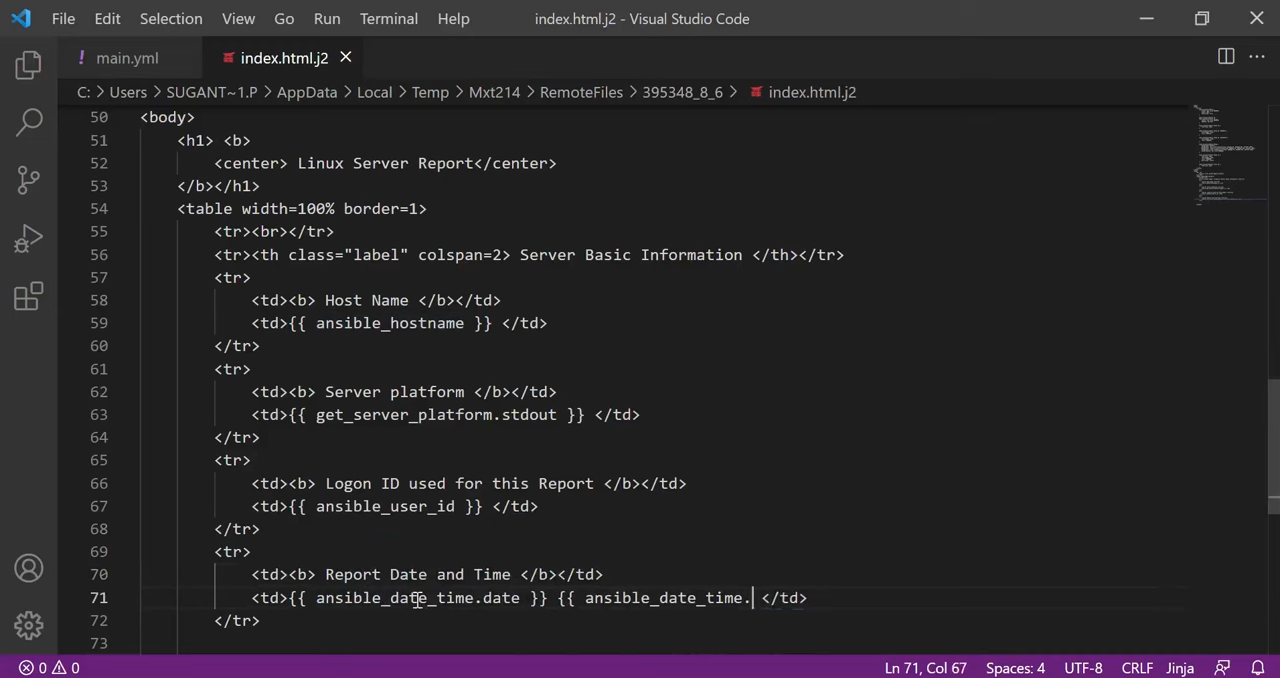 File Edit Selection View Go Run Terminal Help index.html.j2 - Visual Studio Code
! main.yml index.html.j2
C: > Users > SUGANT~1.P > AppData > Local > Temp > Mxt214 > RemoteFiles > 395348_8_6 > index.html.j2
50 <body>
51 <h1> <b>
52 <center> Linux Server Report</center>
53 </b></h1>
54 <table width=100% border=1>
55 <tr><br></tr>
56 <tr><th class="label" colspan=2> Server Basic Information </th></tr>
57 <tr>
58 <td><b> Host Name </b></td>
59 <td>{{ ansible_hostname }} </td>
60 </tr>
61 <tr>
62 <td><b> Server platform </b></td>
63 <td>{{ get_server_platform.stdout }} </td>
64 </tr>
65 <tr>
66 <td><b> Logon ID used for this Report </b></td>
67 <td>{{ ansible_user_id }} </td>
68 </tr>
69 <tr>
70 <td><b> Report Date and Time </b></td>
71 <td>{{ ansible_date_time.date }} {{ ansible_date_time. </td>
72 </tr>
73
0 0 Ln 71, Col 67 Spaces: 4 UTF-8 CRLF Jinja